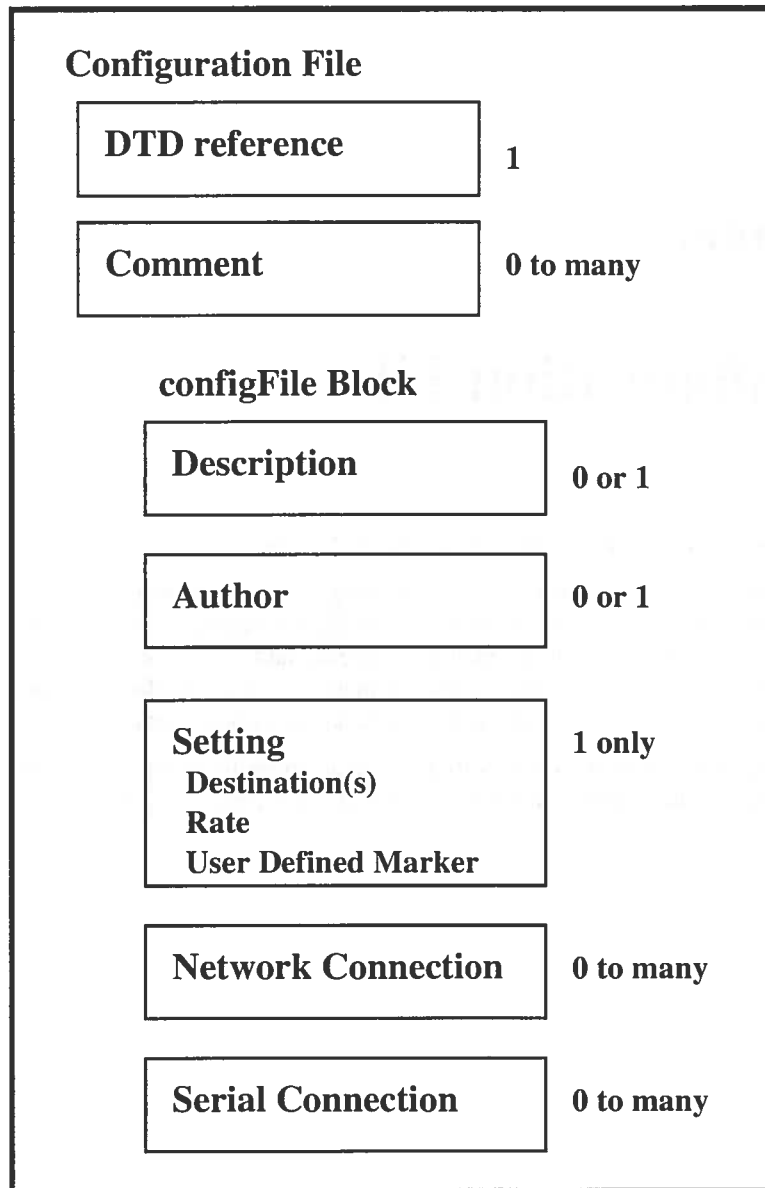 Configuration File
DTD reference
1
Comment
0 to many
configFile Block
Description
0 or 1
Author
0 or 1
Setting
1 only
Destination(s)
Rate
User Defined Marker
Network Connection
0 to many
Serial Connection
0 to many